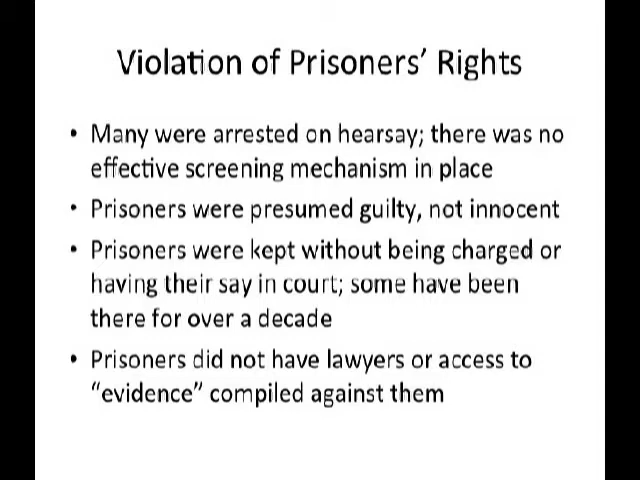 Violation of Prisoners’ Rights
• Many were arrested on hearsay; there was no
effective screening mechanism in place
• Prisoners were presumed guilty, not innocent
• Prisoners were kept without being charged or
having their say in court; some have been
there for over a decade
• Prisoners did not have lawyers or access to
“evidence” compiled against them